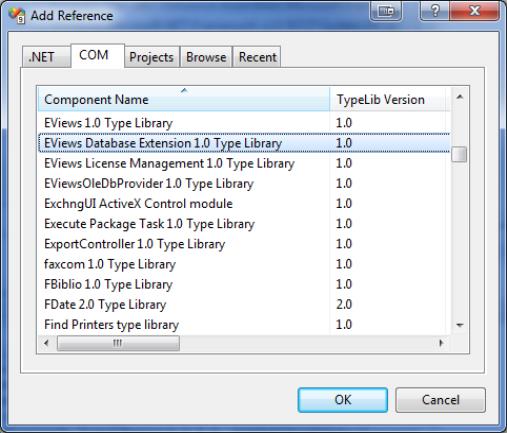 Add Reference
.NET COM Projects Browse Recent
Component Name TypeLib Version
EViews 1.0 Type Library 1.0
EViews Database Extension 1.0 Type Library 1.0
EViews License Management 1.0 Type Library 1.0
EViewsOleDbProvider 1.0 Type Library 1.0
ExchngUI ActiveX Control module 1.0
Execute Package Task 1.0 Type Library 1.0
ExportController 1.0 Type Library 1.0
faxcom 1.0 Type Library 1.0
FBiblio 1.0 Type Library 1.0
FDate 2.0 Type Library 2.0
Find Printers type library 1.0
OK Cancel